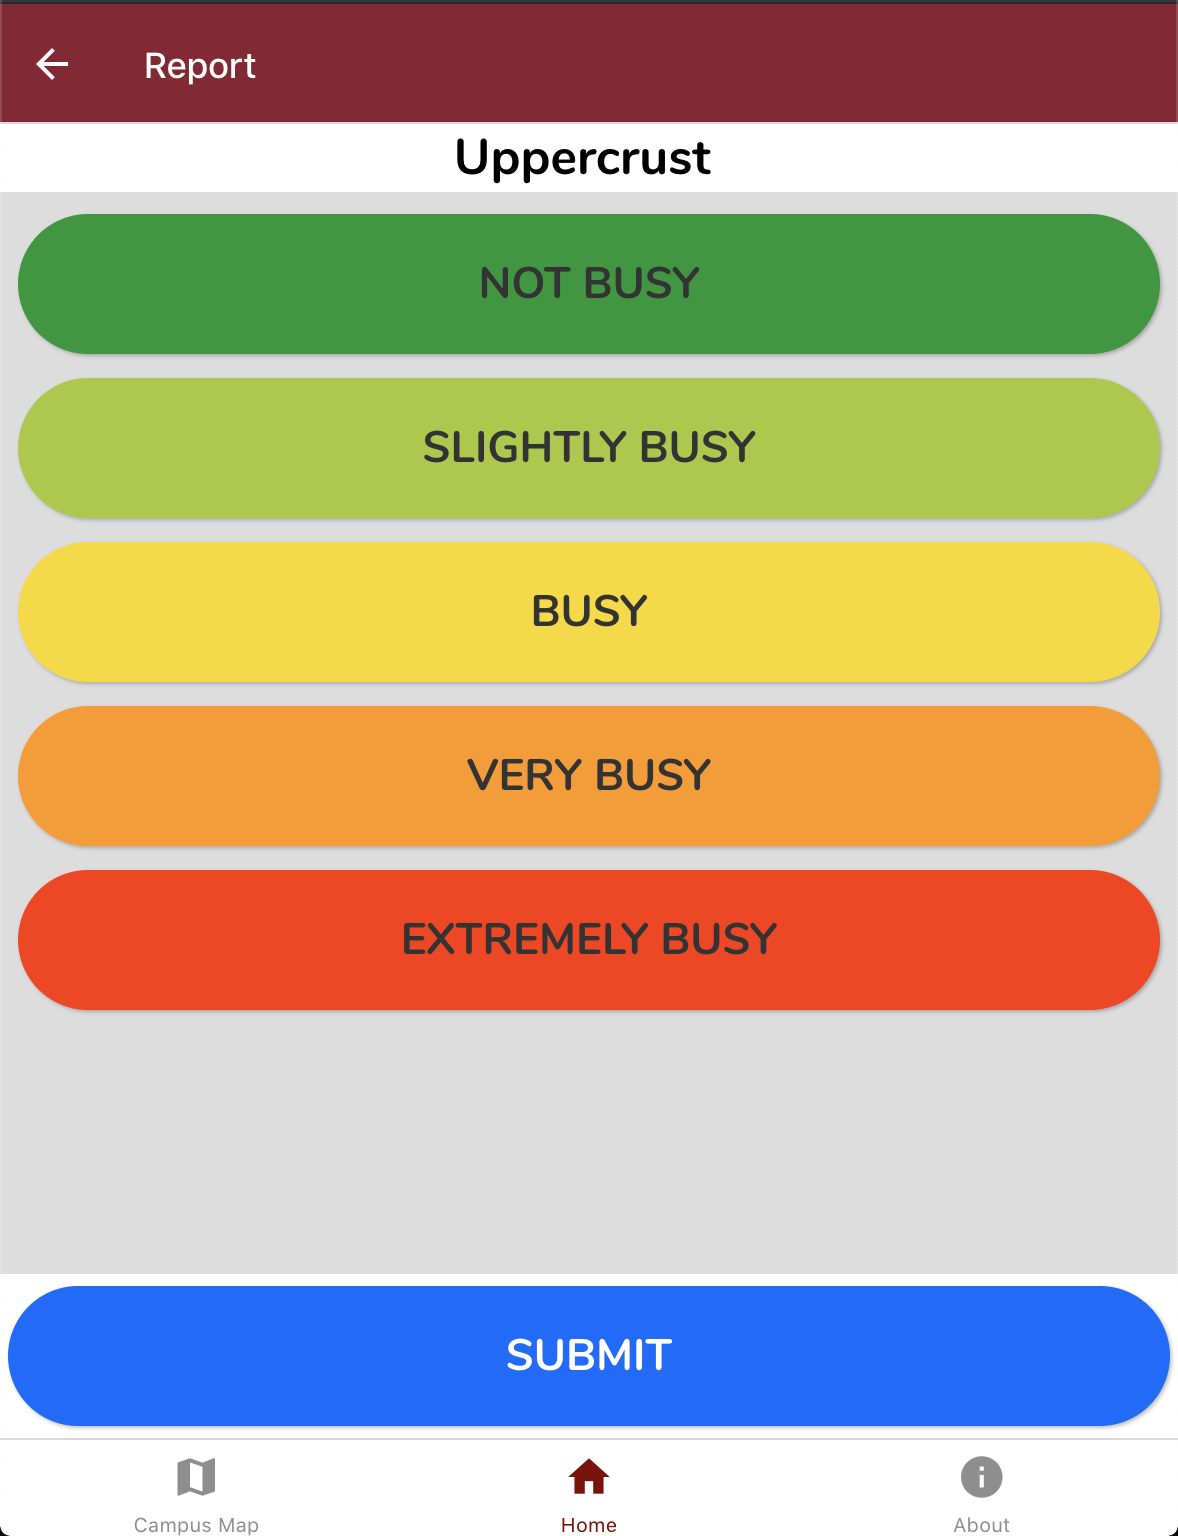 Report
Uppercrust
NOT BUSY
SLIGHTLY BUSY
BUSY
VERY BUSY
EXTREMELY BUSY
SUBMIT
Campus Map
Home
About